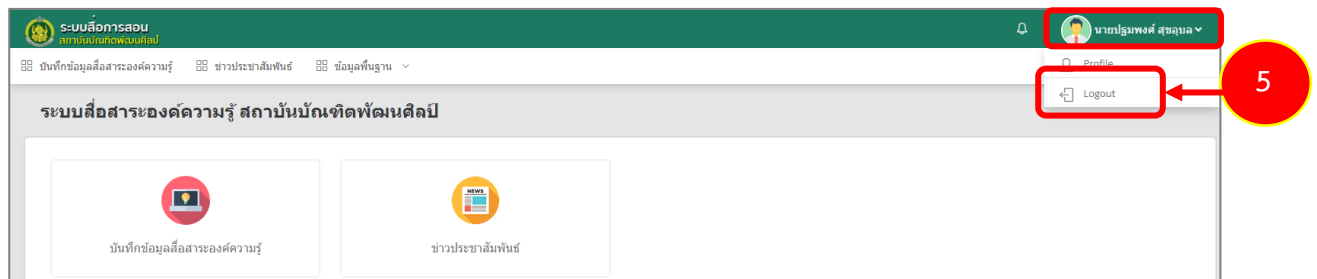 ระบบสื่อการสอน
สถาบันบัณฑิตพัฒนศิลป์
นายปฐมพงศ์ สุขอุบล
บันทึกข้อมูลสื่อสาระองค์ความรู้ ข่าวประชาสัมพันธ์ ข้อมูลพื้นฐาน
Profile
Logout
5
ระบบสื่อสาระองค์ความรู้ สถาบันบัณฑิตพัฒนศิลป์
NEWS
บันทึกข้อมูลสื่อสาระองค์ความรู้
ข่าวประชาสัมพันธ์